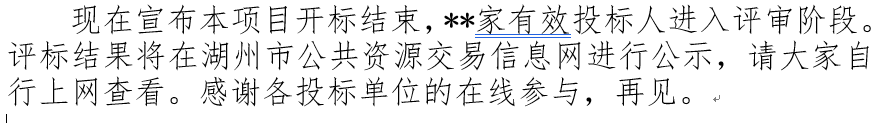 现在宣布本项目开标结束，**家有效投标人进入评审阶段。
评标结果将在湖州市公共资源交易信息网进行公示，请大家自
行上网查看。感谢各投标单位的在线参与，再见。